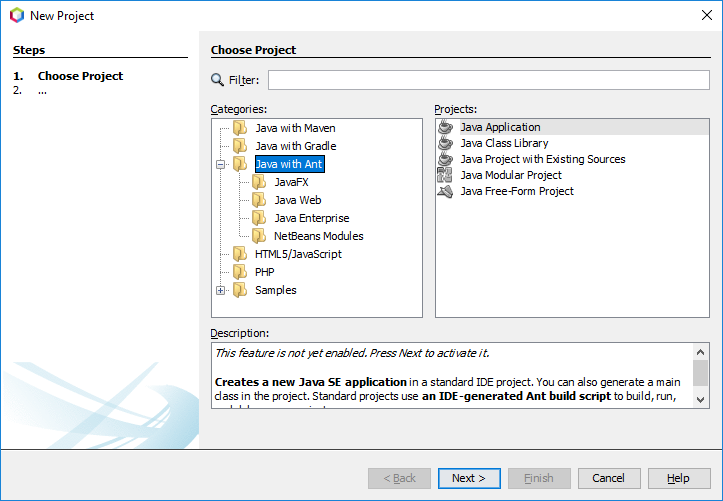 New Project
Steps
1. Choose Project
2. ...
Choose Project
Filter:
Categories:
Java with Maven
Java with Gradle
Java with Ant
JavaFX
Java Web
Java Enterprise
NetBeans Modules
HTML5/JavaScript
PHP
Samples
Projects:
Java Application
Java Class Library
Java Project with Existing Sources
Java Modular Project
Java Free-Form Project
Description:
This feature is not yet enabled. Press Next to activate it.
Creates a new Java SE application in a standard IDE project. You can also generate a main
class in the project. Standard projects use an IDE-generated Ant build script to build, run,
< Back
Next >
Finish
Cancel
Help